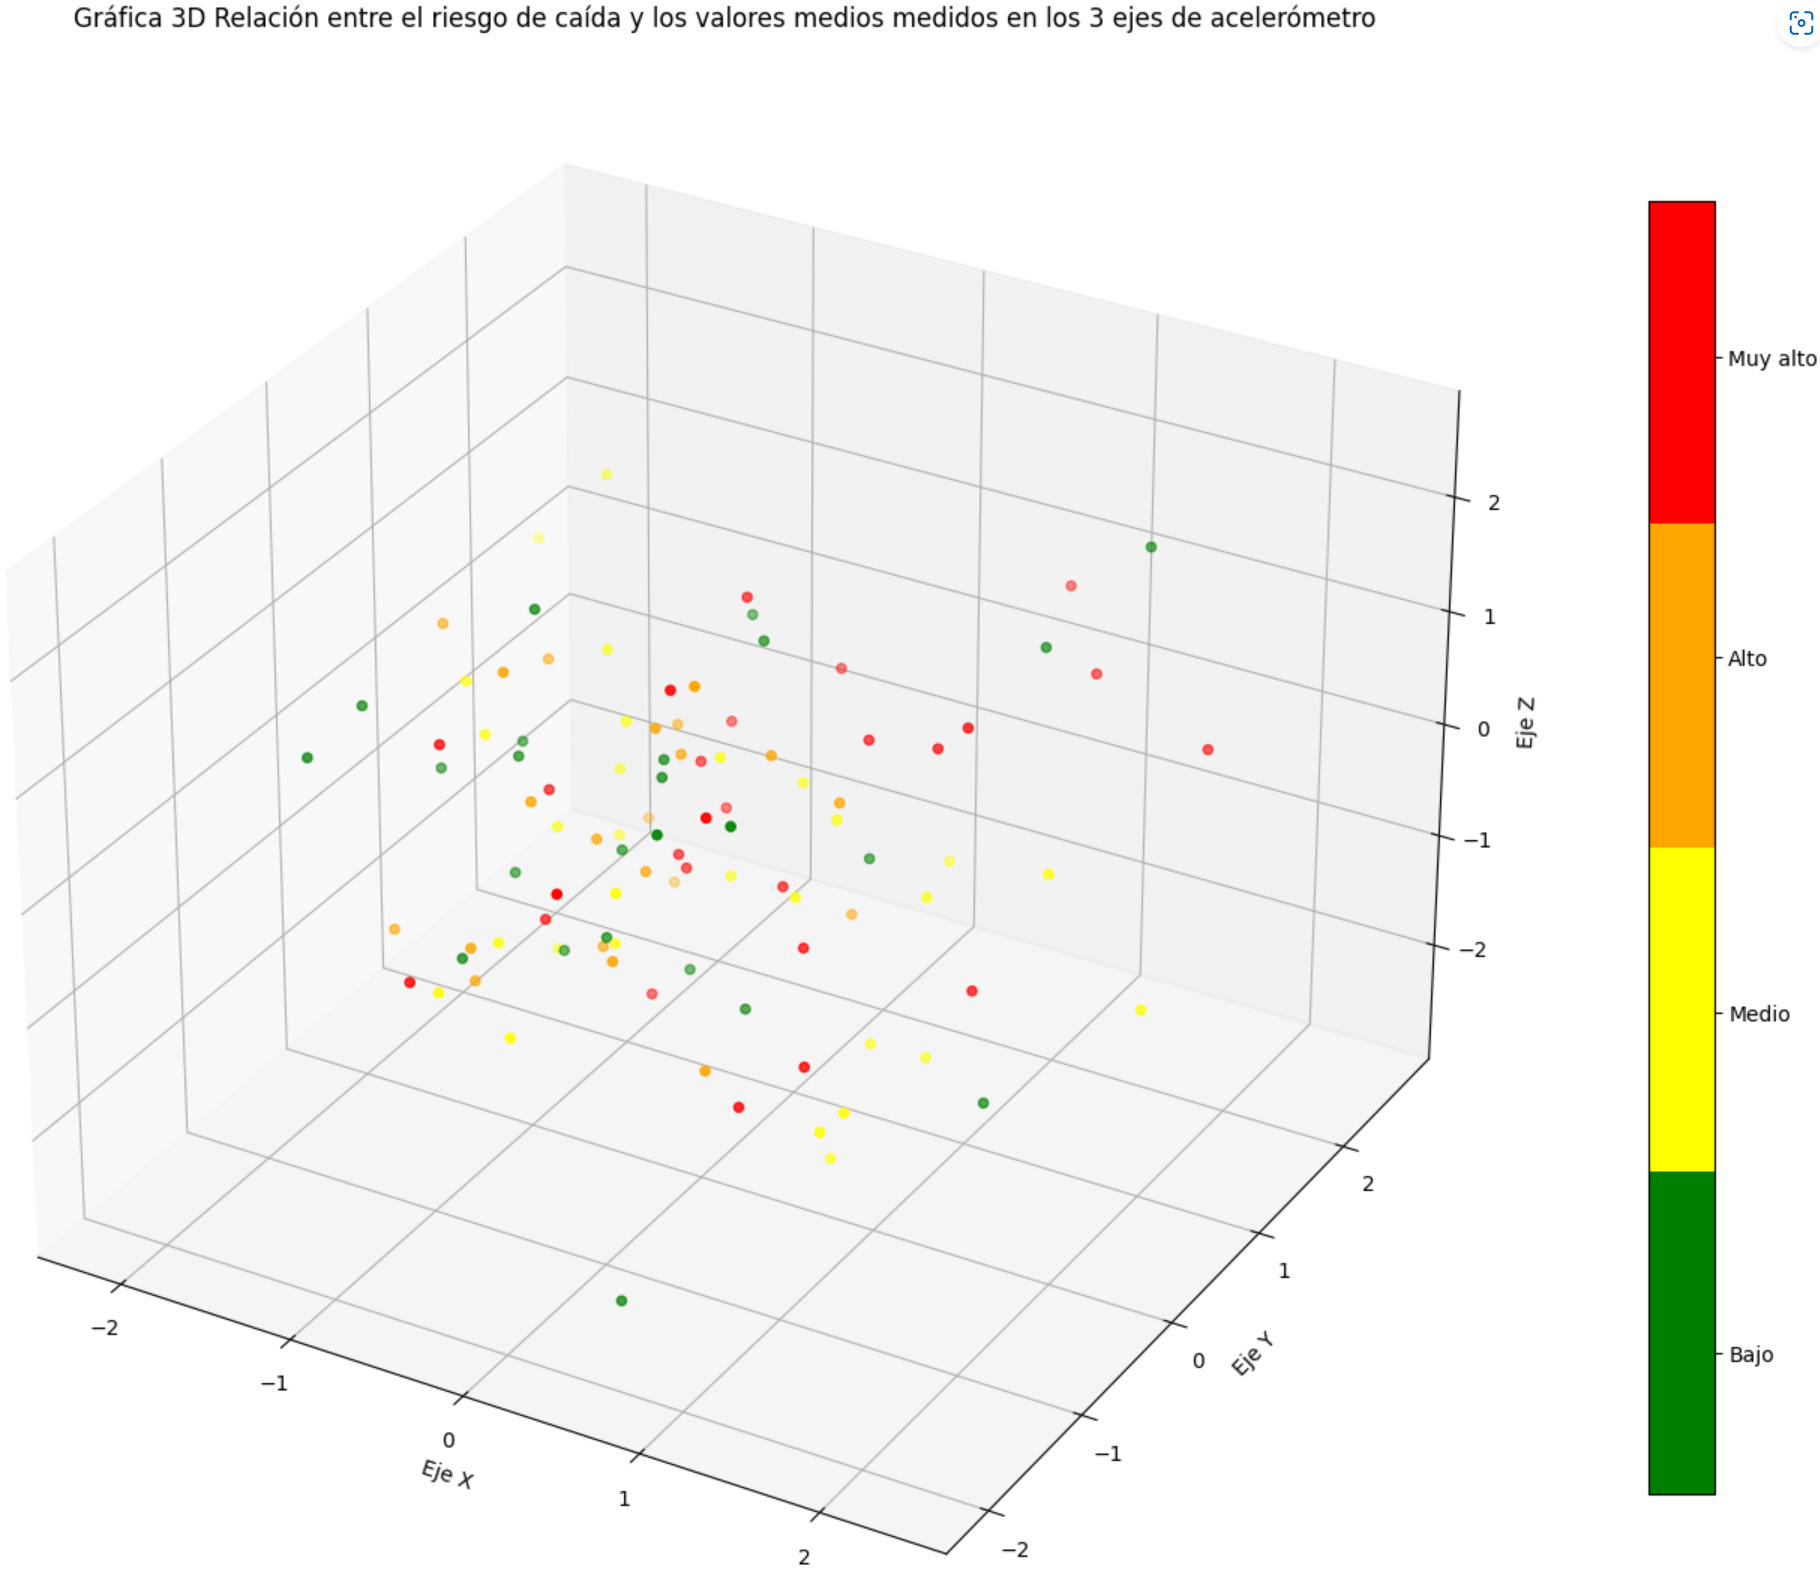 Gráfica 3D Relación entre el riesgo de caída y los valores medios medidos en los 3 ejes de acelerómetro
Muy alto
Alto
Medio
Bajo
2
1
0
−1
−2
Eje Z
2
1
0
−1
−2
Eje Y
−2
−1
0
1
2
Eje X